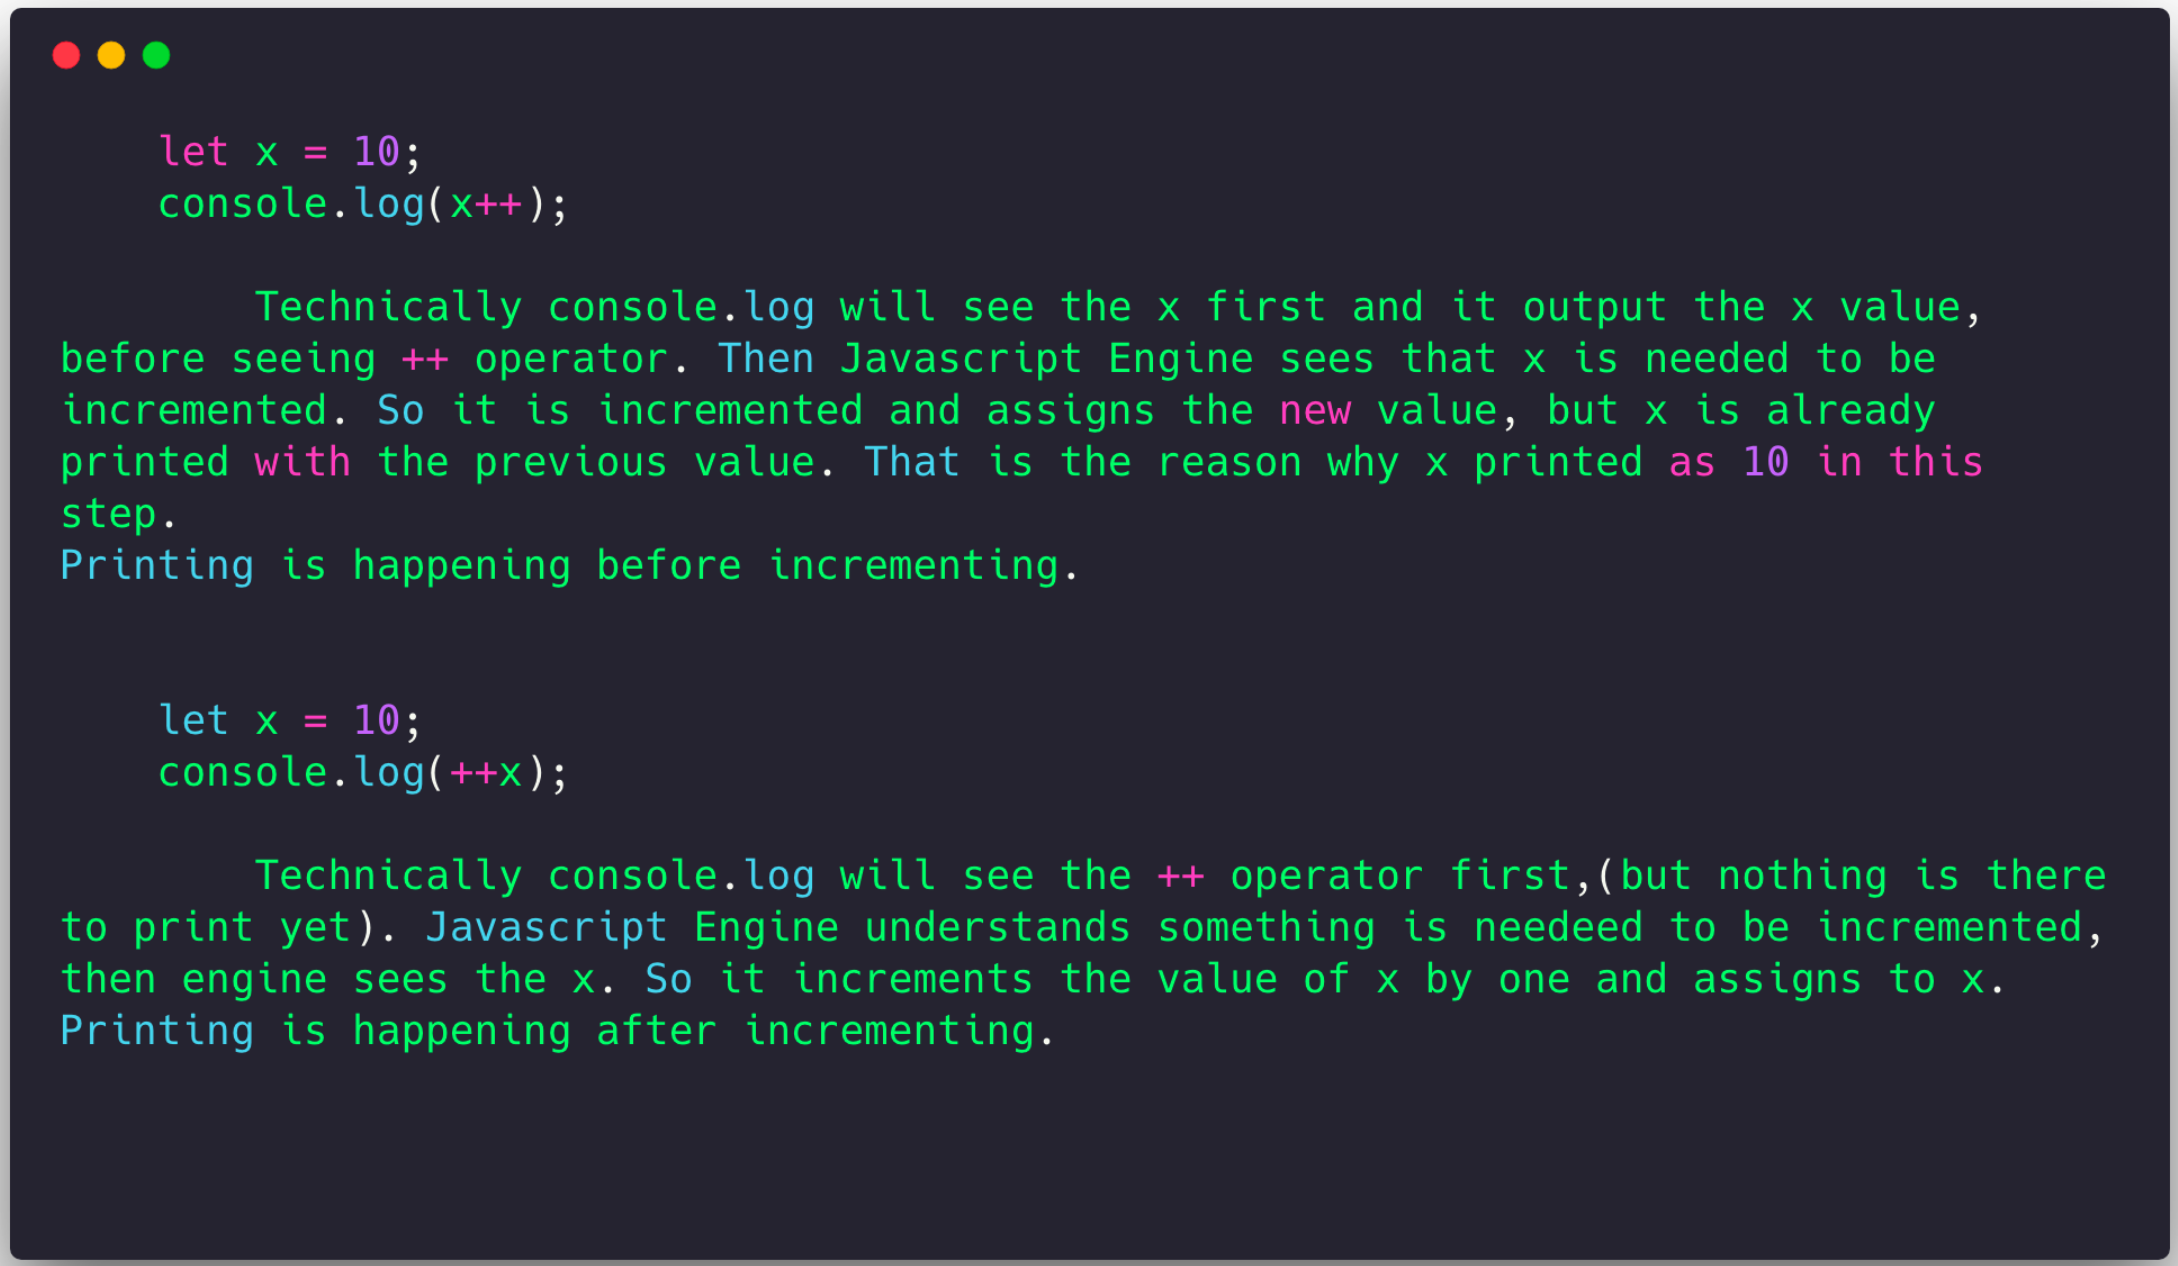 let x = 10;
console.log(x++);
Technically console.log will see the x first and it output the x value,
before seeing ++ operator. Then Javascript Engine sees that x is needed to be
incremented. So it is incremented and assigns the new value, but x is already
printed with the previous value. That is the reason why x printed as 10 in this
step.
Printing is happening before incrementing.
let x = 10;
console.log(++x);
Technically console.log will see the ++ operator first,(but nothing is there
to print yet). Javascript Engine understands something is needeed to be incremented,
then engine sees the x. So it increments the value of x by one and assigns to x.
Printing is happening after incrementing.